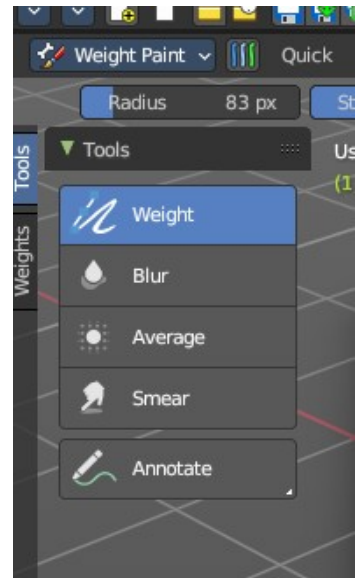 Weight Paint Quick
Radius 83 px St
Tools
Weights
Tools
Us
(1
Weight
Blur
Average
Smear
Annotate